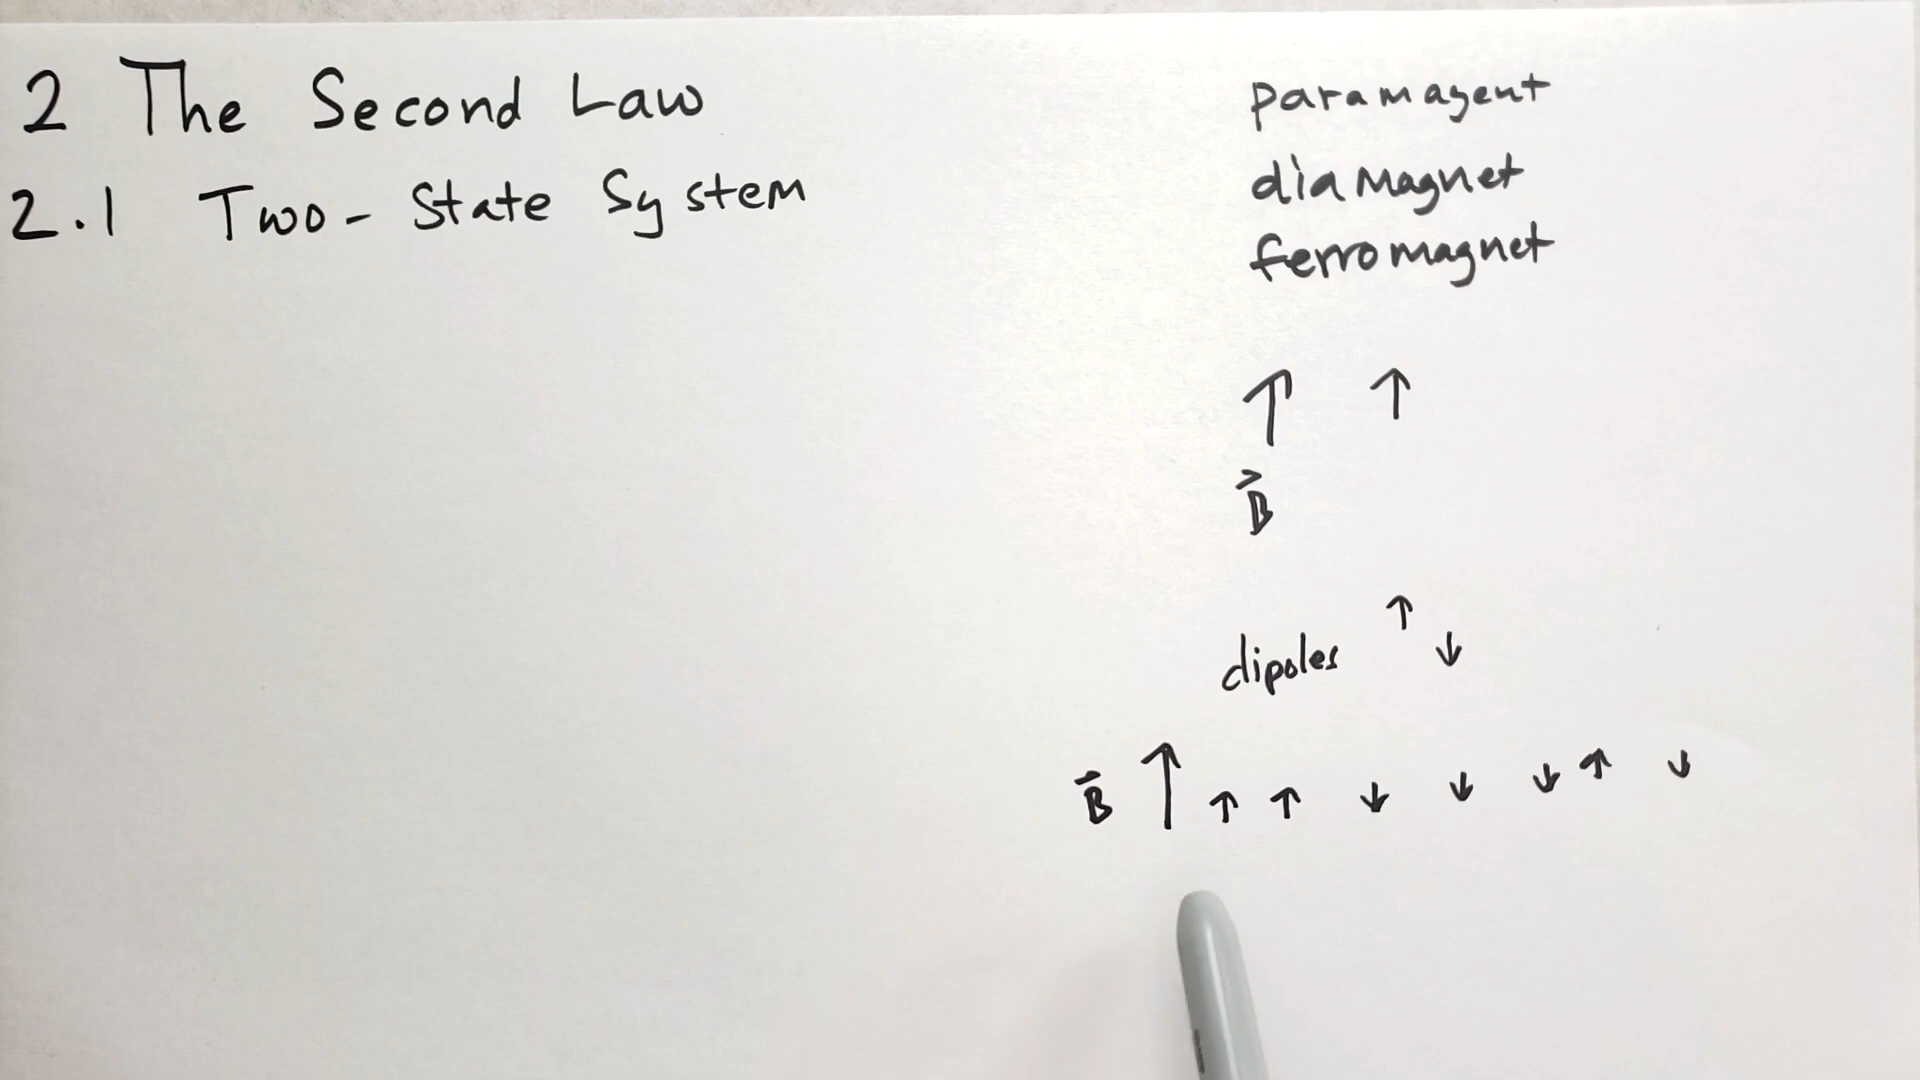 2 The Second Law
2.1 Two-State System
paramagent
diamagnet
ferromagnet
↑ ↑
B⃗
dipoles ↑ ↓
B⃗ ↑ ↑ ↑ ↓ ↓ ↓ ↑ ↓